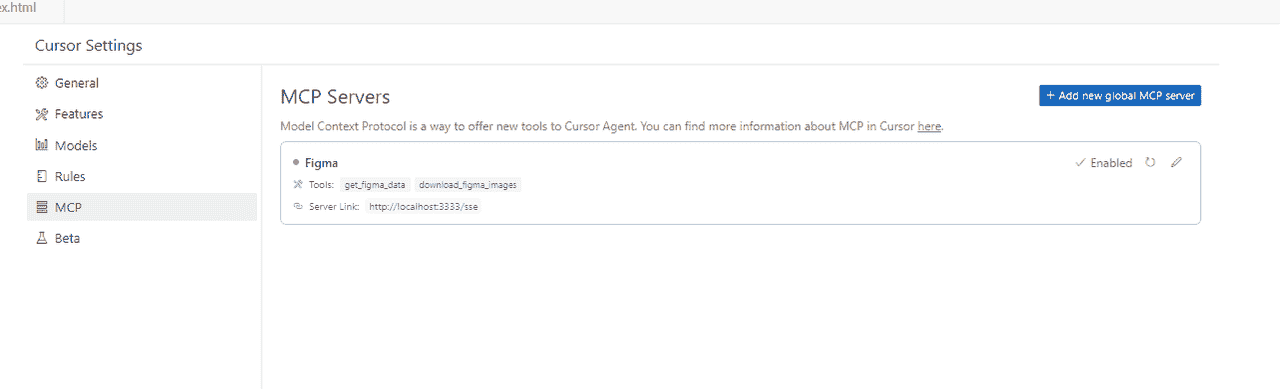 ex.html
Cursor Settings
General
Features
Models
Rules
MCP
Beta
MCP Servers
+ Add new global MCP server
Model Context Protocol is a way to offer new tools to Cursor Agent. You can find more information about MCP in Cursor here.
Figma
Enabled
Tools: get_figma_data download_figma_images
Server Link: http://localhost:3333/sse